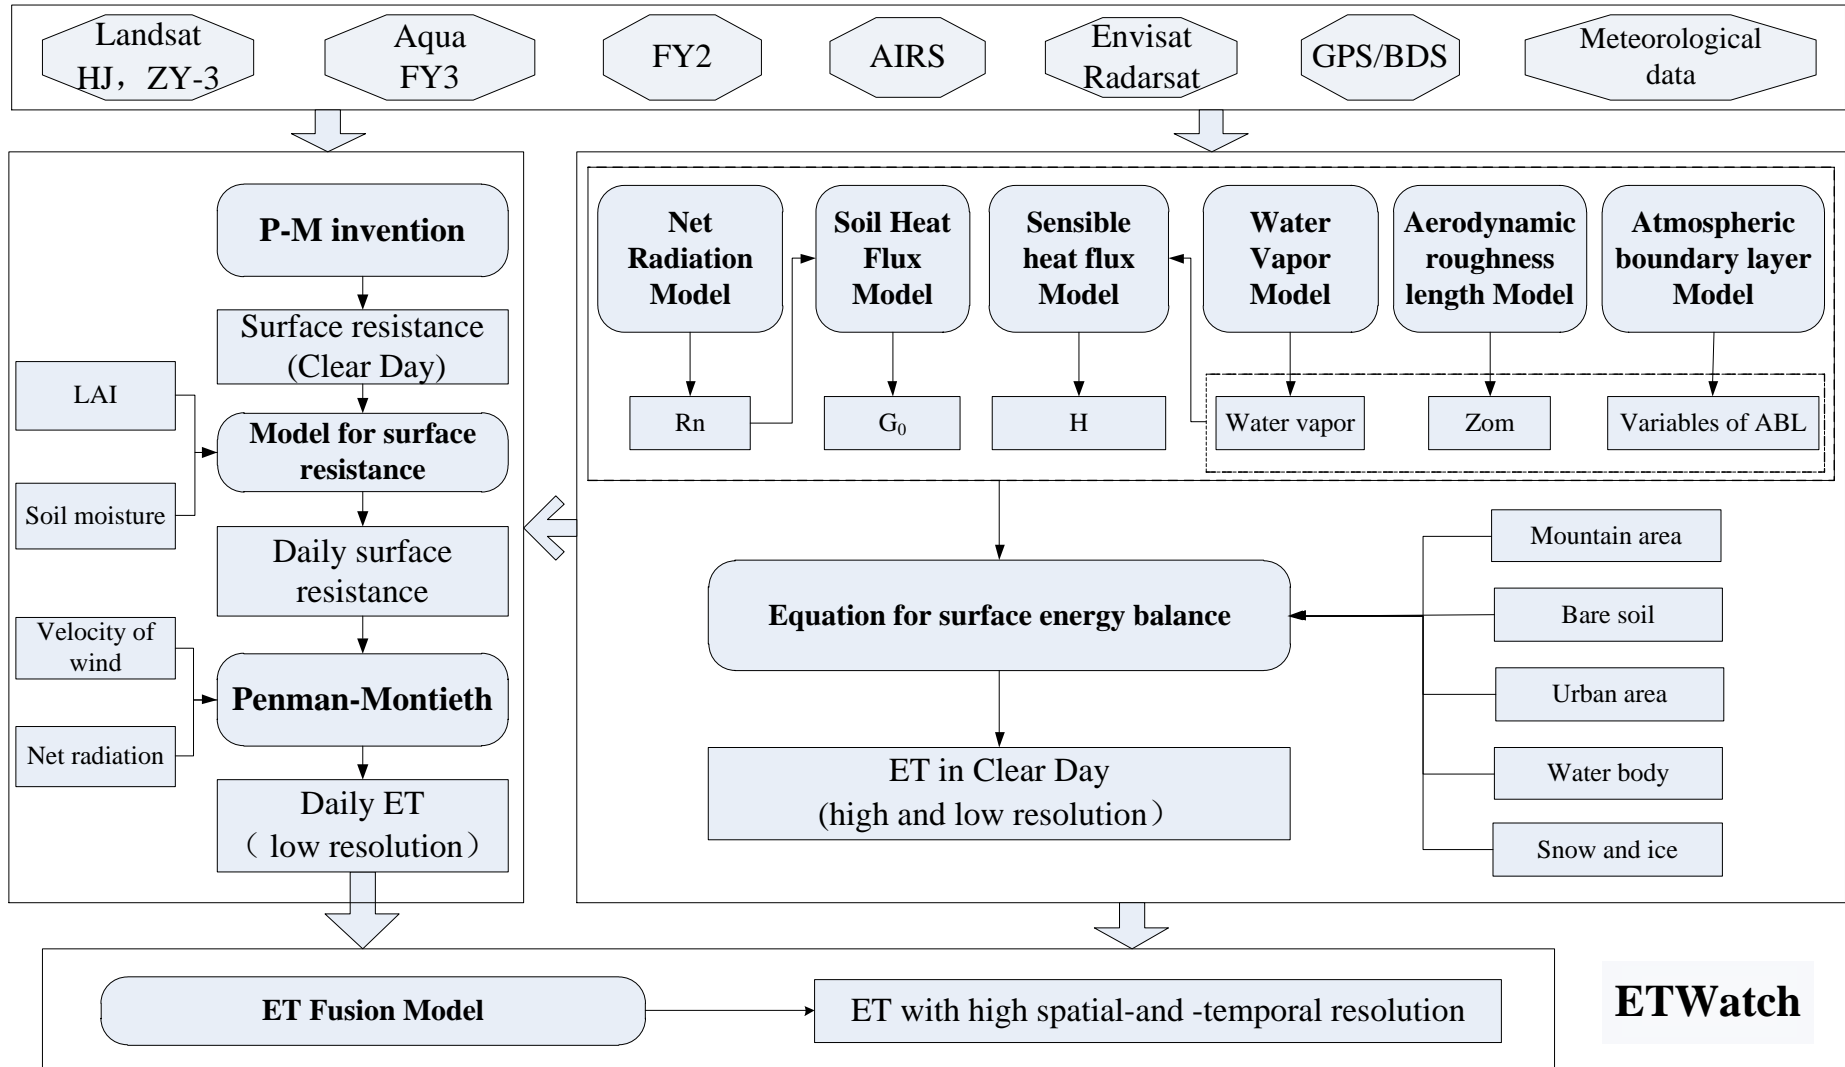 Landsat
HJ，ZY-3
Aqua
FY3
FY2
AIRS
Envisat
Radarsat
GPS/BDS
Meteorological
data
P-M invention
Surface resistance
(Clear Day)
LAI
Model for surface
resistance
Soil moisture
Daily surface
resistance
Velocity of
wind
Penman-Montieth
Net radiation
Daily ET
（ low resolution）
Net
Radiation
Model
Soil Heat
Flux
Model
Sensible
heat flux
Model
Water
Vapor
Model
Aerodynamic
roughness
length Model
Atmospheric
boundary layer
Model
Rn
G₀
H
Water vapor
Zom
Variables of ABL
Equation for surface energy balance
Mountain area
Bare soil
Urban area
Water body
Snow and ice
ET in Clear Day
(high and low resolution）
ET Fusion Model
ET with high spatial-and -temporal resolution
ETWatch